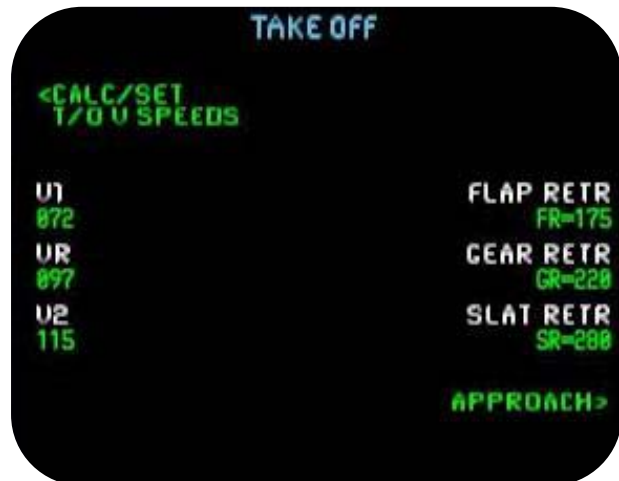 TAKE OFF
<CALC/SET
T/O V SPEEDS
V1
072
FLAP RETR
FR=175
VR
097
GEAR RETR
GR=220
V2
115
SLAT RETR
SR=280
APPROACH>